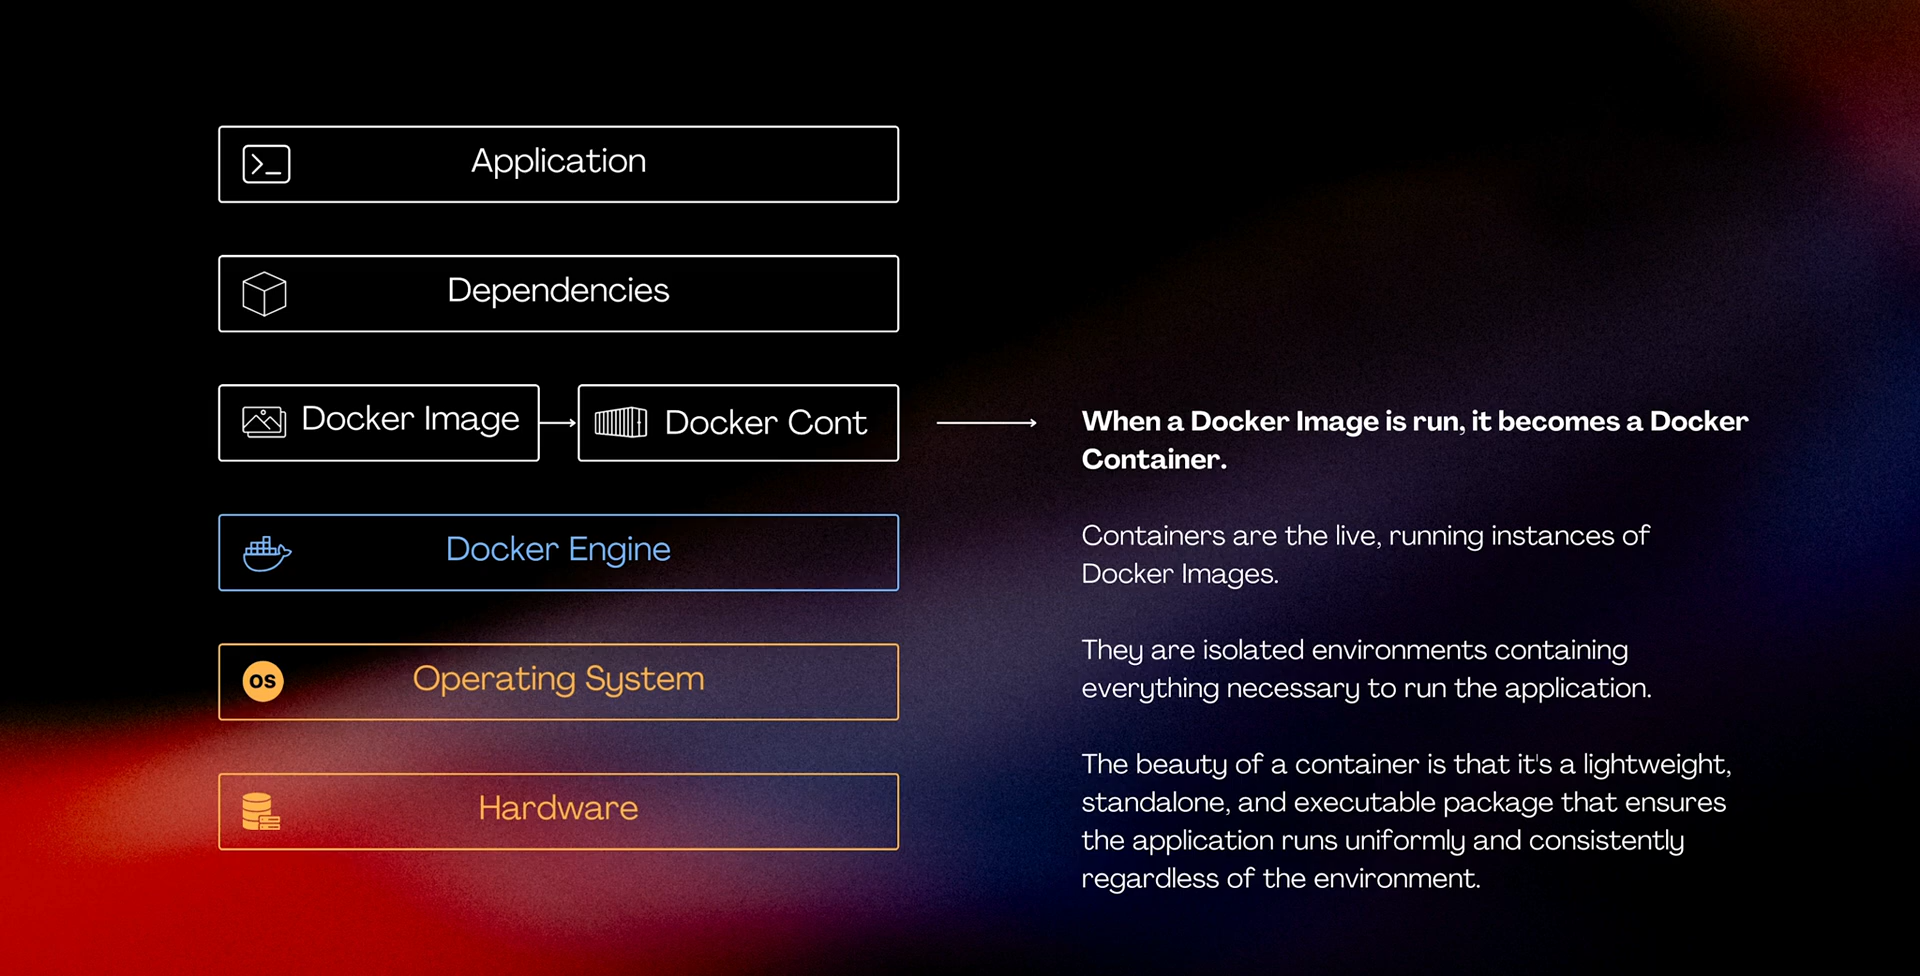 Application
Dependencies
Docker Image
Docker Cont
When a Docker Image is run, it becomes a Docker
Container.
Docker Engine
Containers are the live, running instances of
Docker Images.
OS
Operating System
They are isolated environments containing
everything necessary to run the application.
Hardware
The beauty of a container is that it's a lightweight,
standalone, and executable package that ensures
the application runs uniformly and consistently
regardless of the environment.